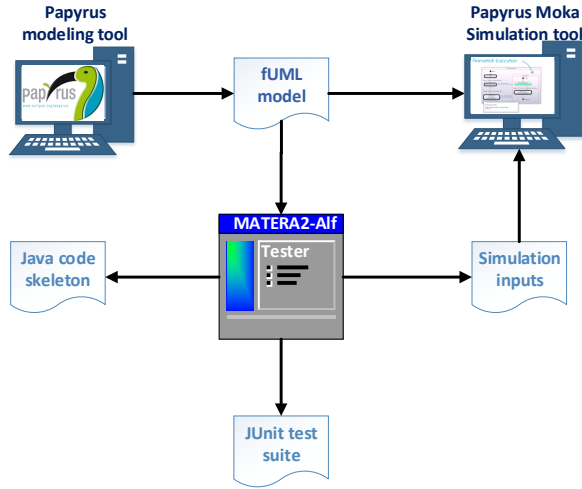 Papyrus
modeling tool
Papyrus Moka
Simulation tool
papyrus
fUML
model
MATERA2-Alf
Tester
Java code
skeleton
Simulation
inputs
JUnit test
suite